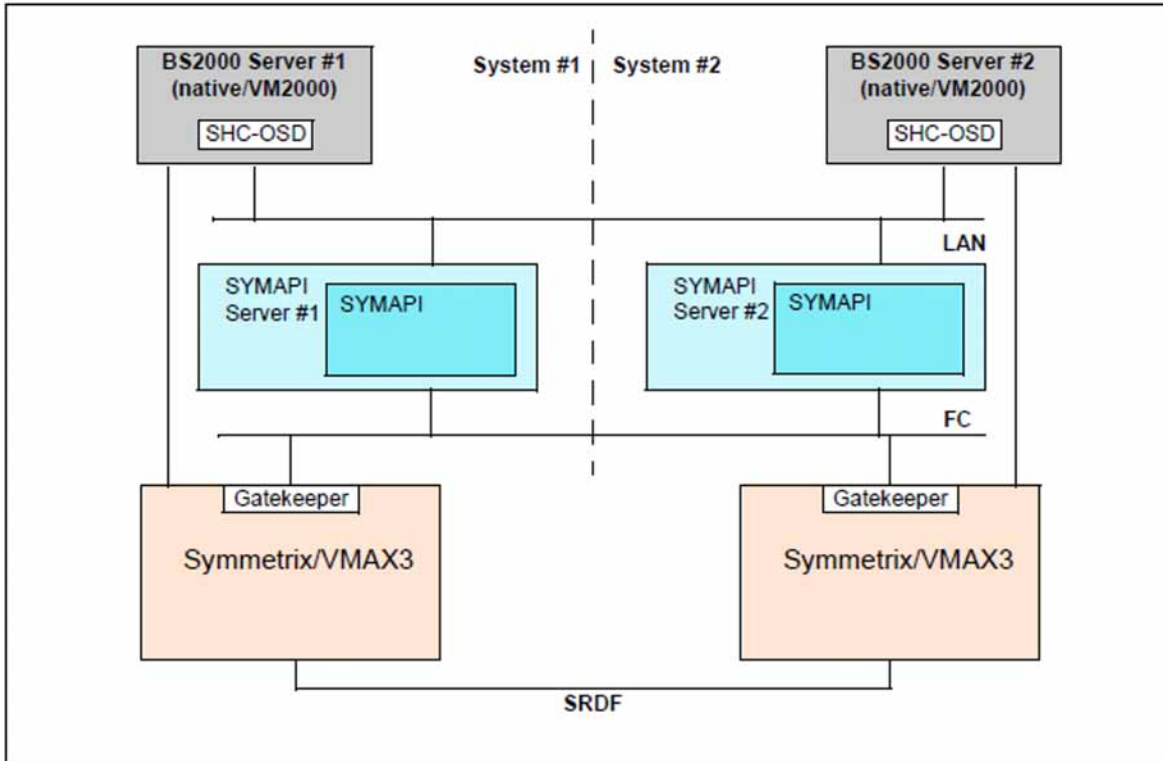 BS2000 Server #1
(native/VM2000)
SHC-OSD
System #1
System #2
BS2000 Server #2
(native/VM2000)
SHC-OSD
LAN
SYMAPI
Server #1
SYMAPI
SYMAPI
Server #2
SYMAPI
FC
Gatekeeper
Symmetrix/VMAX3
Gatekeeper
Symmetrix/VMAX3
SRDF